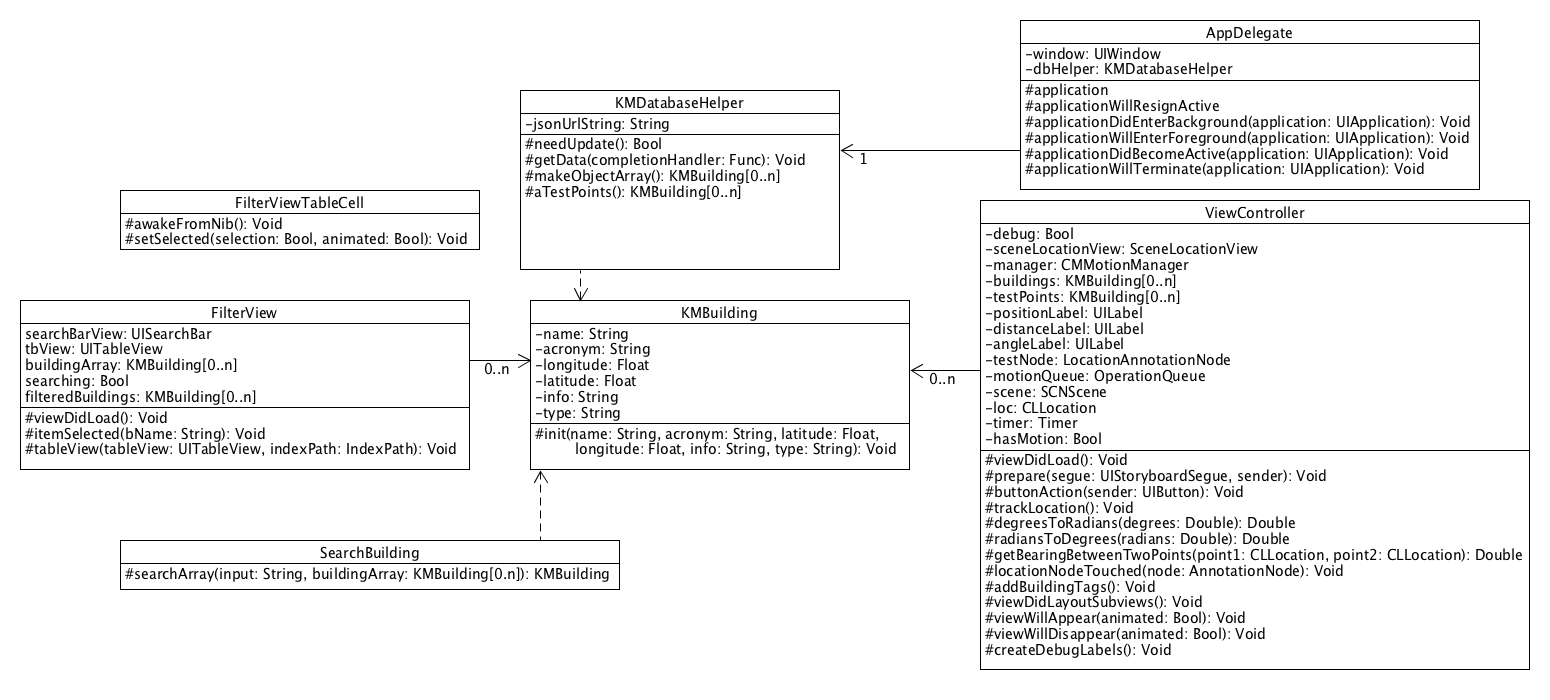 AppDelegate
-window: UIWindow
-dbHelper: KMDatabaseHelper
#application
#applicationWillResignActive
#applicationDidEnterBackground(application: UIApplication): Void
#applicationWillEnterForeground(application: UIApplication): Void
#applicationDidBecomeActive(application: UIApplication): Void
#applicationWillTerminate(application: UIApplication): Void
KMDatabaseHelper
-jsonUrlString: String
#needUpdate(): Bool
#getData(completionHandler: Func): Void
#makeObjectArray(): KMBuilding[0..n]
#aTestPoints(): KMBuilding[0..n]
1
FilterViewTableCell
#awakeFromNib(): Void
#setSelected(selection: Bool, animated: Bool): Void
ViewController
-debug: Bool
-sceneLocationView: SceneLocationView
-manager: CMMotionManager
-buildings: KMBuilding[0..n]
-testPoints: KMBuilding[0..n]
-positionLabel: UILabel
-distanceLabel: UILabel
-angleLabel: UILabel
-testNode: LocationAnnotationNode
-motionQueue: OperationQueue
-scene: SCNScene
-loc: CLLocation
-timer: Timer
-hasMotion: Bool
#viewDidLoad(): Void
#prepare(segue: UIStoryboardSegue, sender): Void
#buttonAction(sender: UIButton): Void
#trackLocation(): Void
#degreesToRadians(degrees: Double): Double
#radiansToDegrees(radians: Double): Double
#getBearingBetweenTwoPoints(point1: CLLocation, point2: CLLocation): Double
#locationNodeTouched(node: AnnotationNode): Void
#addBuildingTags(): Void
#viewDidLayoutSubviews(): Void
#viewWillAppear(animated: Bool): Void
#viewWillDisappear(animated: Bool): Void
#createDebugLabels(): Void
FilterView
searchBarView: UISearchBar
tbView: UITableView
buildingArray: KMBuilding[0..n]
searching: Bool
filteredBuildings: KMBuilding[0..n]
#viewDidLoad(): Void
#itemSelected(bName: String): Void
#tableView(tableView: UITableView, indexPath: IndexPath): Void
0..n
KMBuilding
-name: String
-acronym: String
-longitude: Float
-latitude: Float
-info: String
-type: String
#init(name: String, acronym: String, latitude: Float,
longitude: Float, info: String, type: String): Void
0..n
SearchBuilding
#searchArray(input: String, buildingArray: KMBuilding[0.n]): KMBuilding